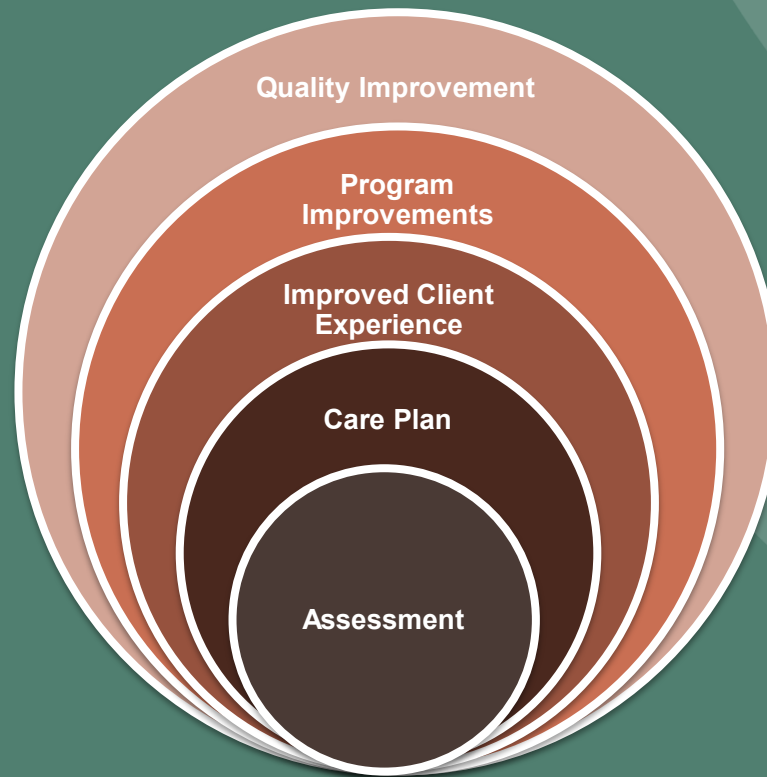 Quality Improvement
Program
Improvements
Improved Client
Experience
Care Plan
Assessment